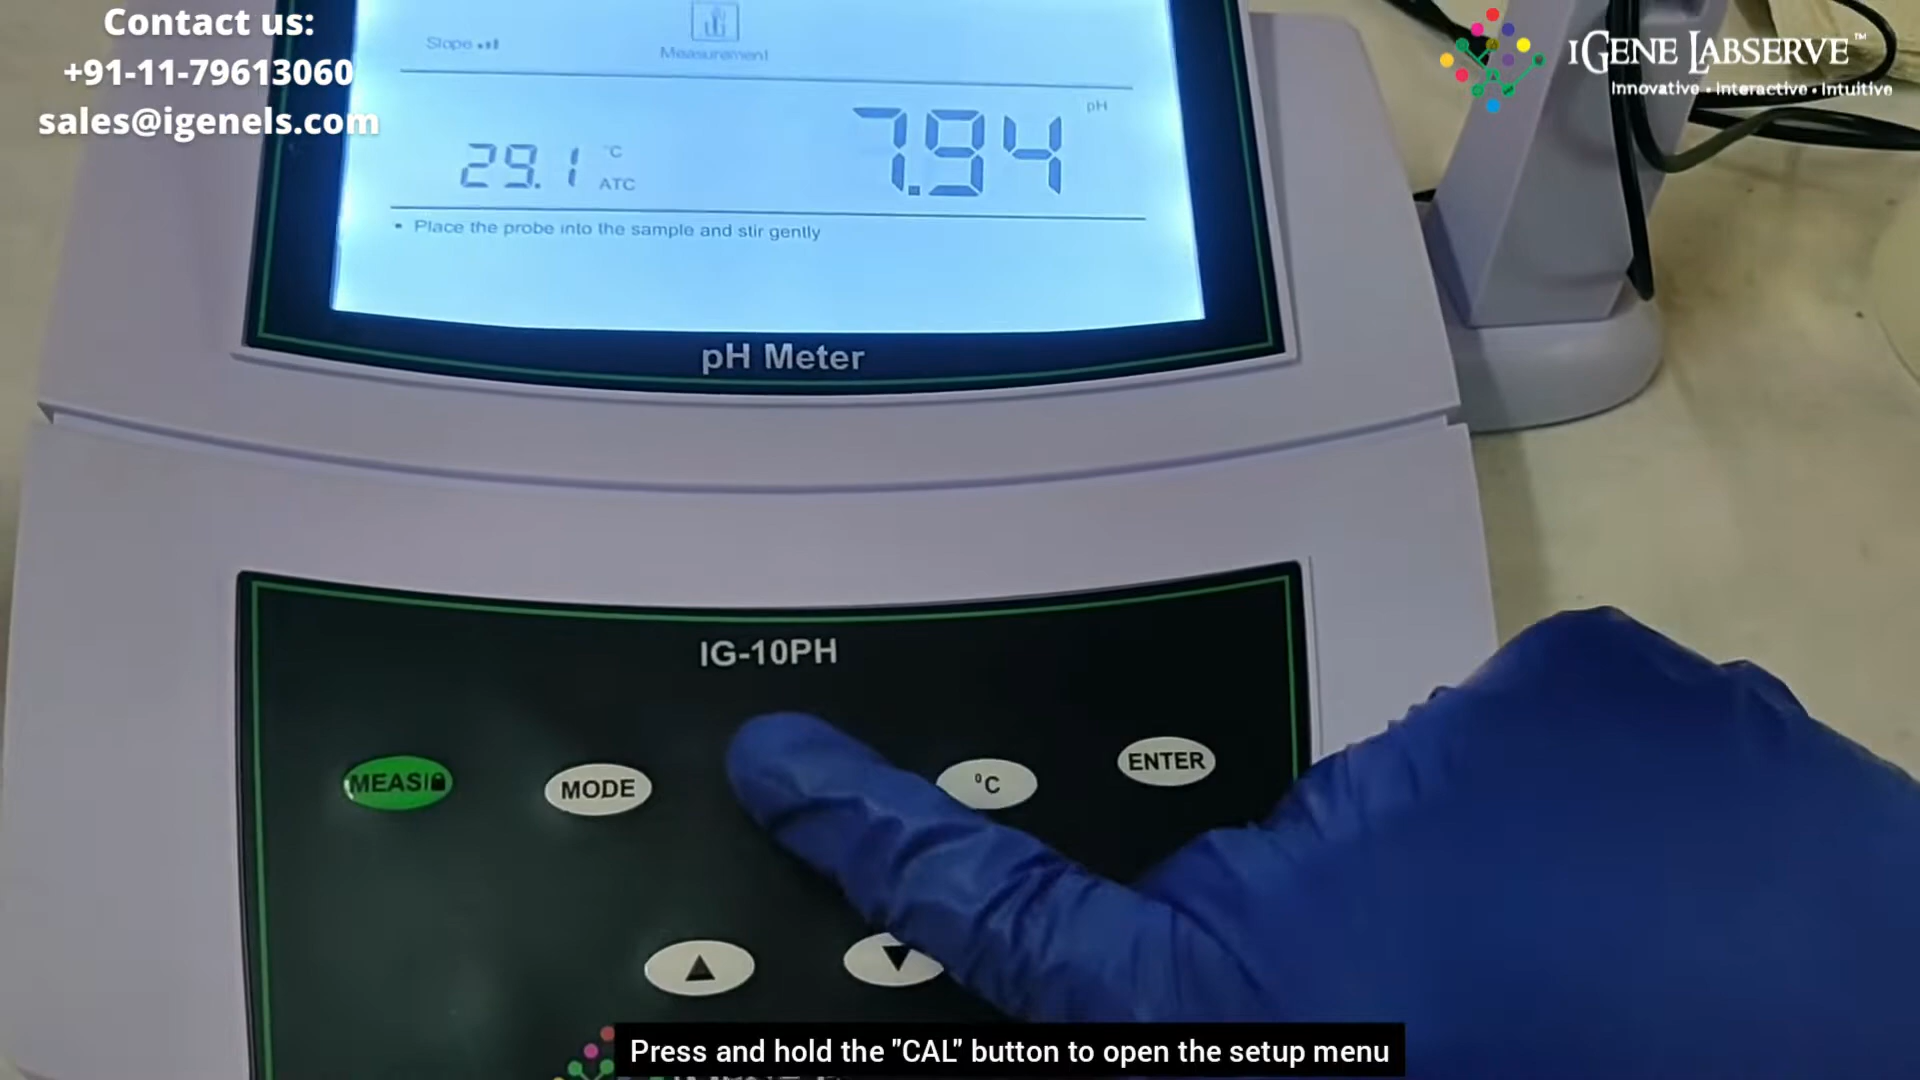 Contact us:
+91-11-79613060
sales@igenels.com
iGENE LABSERVE™
Innovative • Interactive • Intuitive
Slope
Measurement
pH
7.94
29.1 °C
ATC
• Place the probe into the sample and stir gently
pH Meter
IG-10PH
MEAS|
MODE
°C
ENTER
Press and hold the "CAL" button to open the setup menu